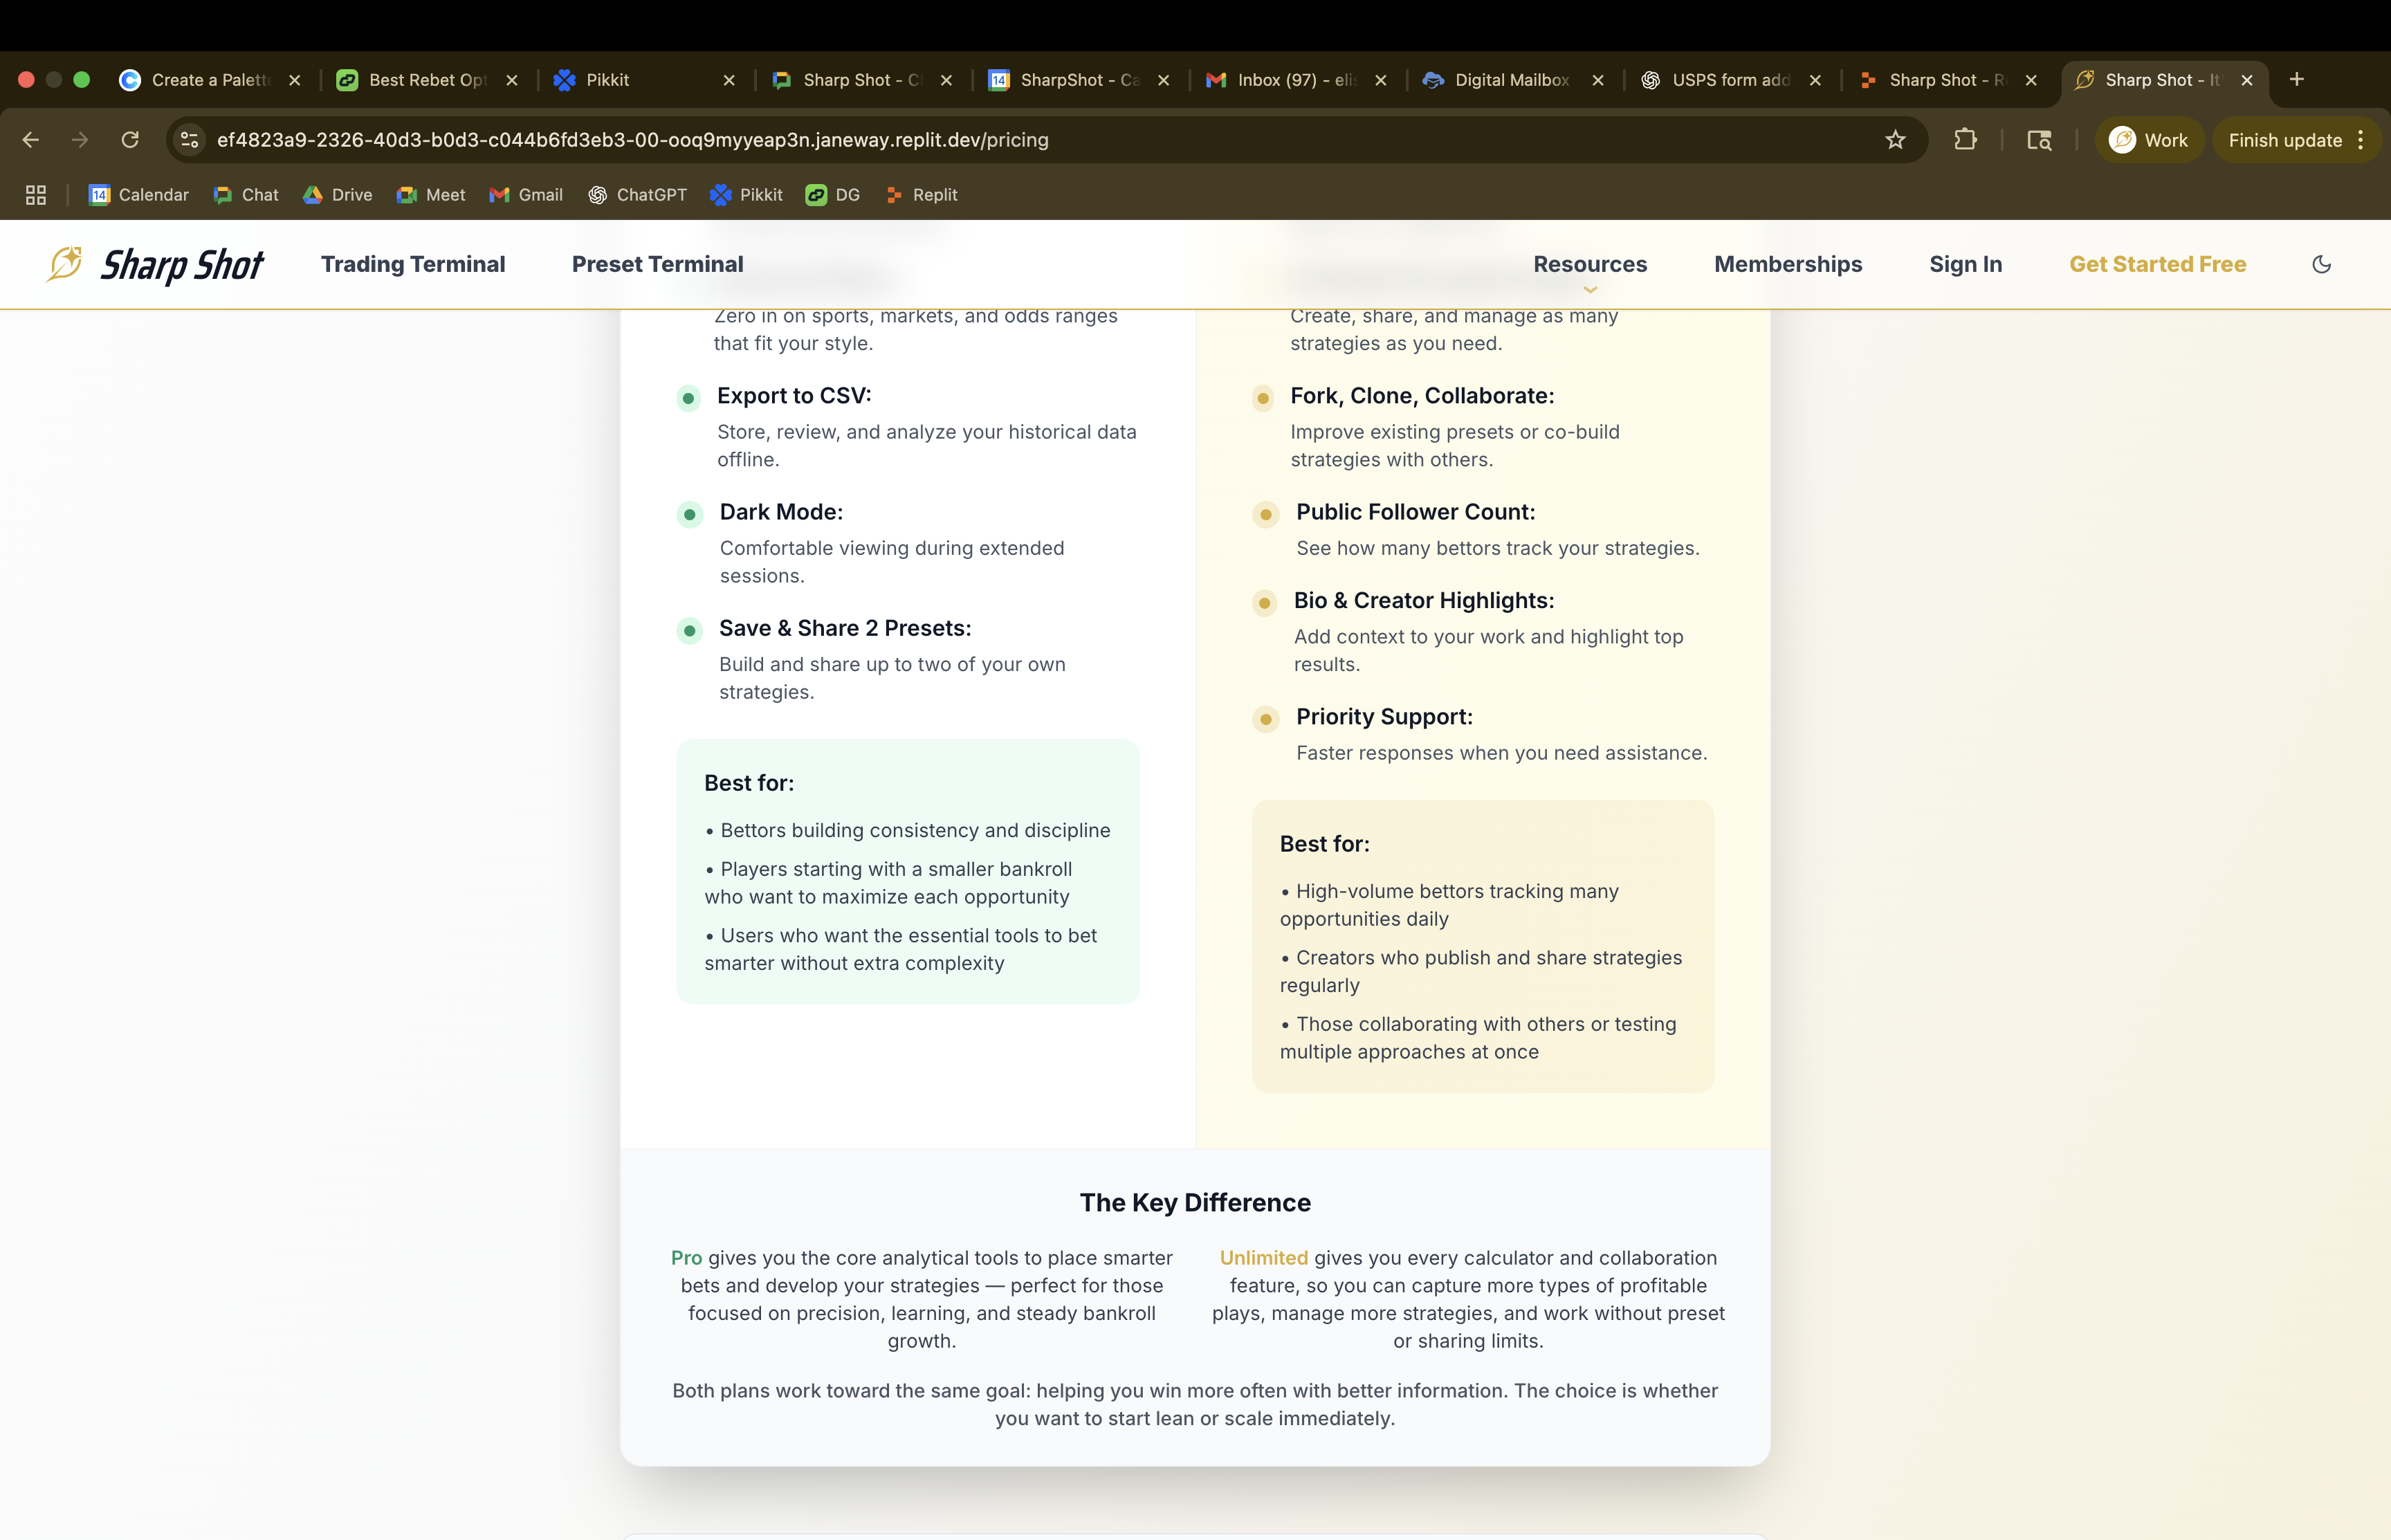 Create a Palett
Best Rebet Opt
Pikkit
Sharp Shot - C
SharpShot - Ca
Inbox (97) - eli
Digital Mailbox
USPS form add
Sharp Shot - R
Sharp Shot - It
ef4823a9-2326-40d3-b0d3-c044b6fd3eb3-00-ooq9myyeap3n.janeway.replit.dev/pricing
Work
Finish update
14 Calendar
Chat
Drive
Meet
Gmail
ChatGPT
Pikkit
DG
Replit
Sharp Shot
Trading Terminal
Preset Terminal
Resources
Memberships
Sign In
Get Started Free
Zero in on sports, markets, and odds ranges
that fit your style.
Export to CSV:
Store, review, and analyze your historical data
offline.
Dark Mode:
Comfortable viewing during extended
sessions.
Save & Share 2 Presets:
Build and share up to two of your own
strategies.
Best for:
• Bettors building consistency and discipline
• Players starting with a smaller bankroll
who want to maximize each opportunity
• Users who want the essential tools to bet
smarter without extra complexity
Create, share, and manage as many
strategies as you need.
Fork, Clone, Collaborate:
Improve existing presets or co-build
strategies with others.
Public Follower Count:
See how many bettors track your strategies.
Bio & Creator Highlights:
Add context to your work and highlight top
results.
Priority Support:
Faster responses when you need assistance.
Best for:
• High-volume bettors tracking many
opportunities daily
• Creators who publish and share strategies
regularly
• Those collaborating with others or testing
multiple approaches at once
The Key Difference
Pro gives you the core analytical tools to place smarter
bets and develop your strategies — perfect for those
focused on precision, learning, and steady bankroll
growth.
Unlimited gives you every calculator and collaboration
feature, so you can capture more types of profitable
plays, manage more strategies, and work without preset
or sharing limits.
Both plans work toward the same goal: helping you win more often with better information. The choice is whether
you want to start lean or scale immediately.